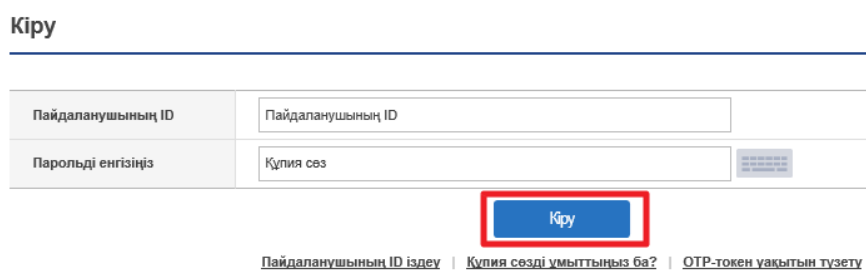 Кіру
Пайдаланушының ID Пайдаланушының ID
Парольді енгізіңіз Құпия сөз
Кіру
Пайдаланушының ID іздеу | Құпия сөзді ұмыттыңыз ба? | OTP-токен уақытын түзету